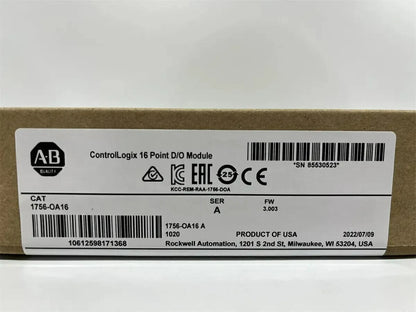 A-B
QUALITY
ControlLogix 16 Point D/O Module
EAC
25
KCC-REM-RAA-1756-DOA
*SN 85530523*
CAT
1756-OA16
SER
A
FW
3.003
10612598171368
1756-OA16 A
1020
PRODUCT OF USA
2022/07/09
Rockwell Automation, 1201 S 2nd St, Milwaukee, WI 53204, USA